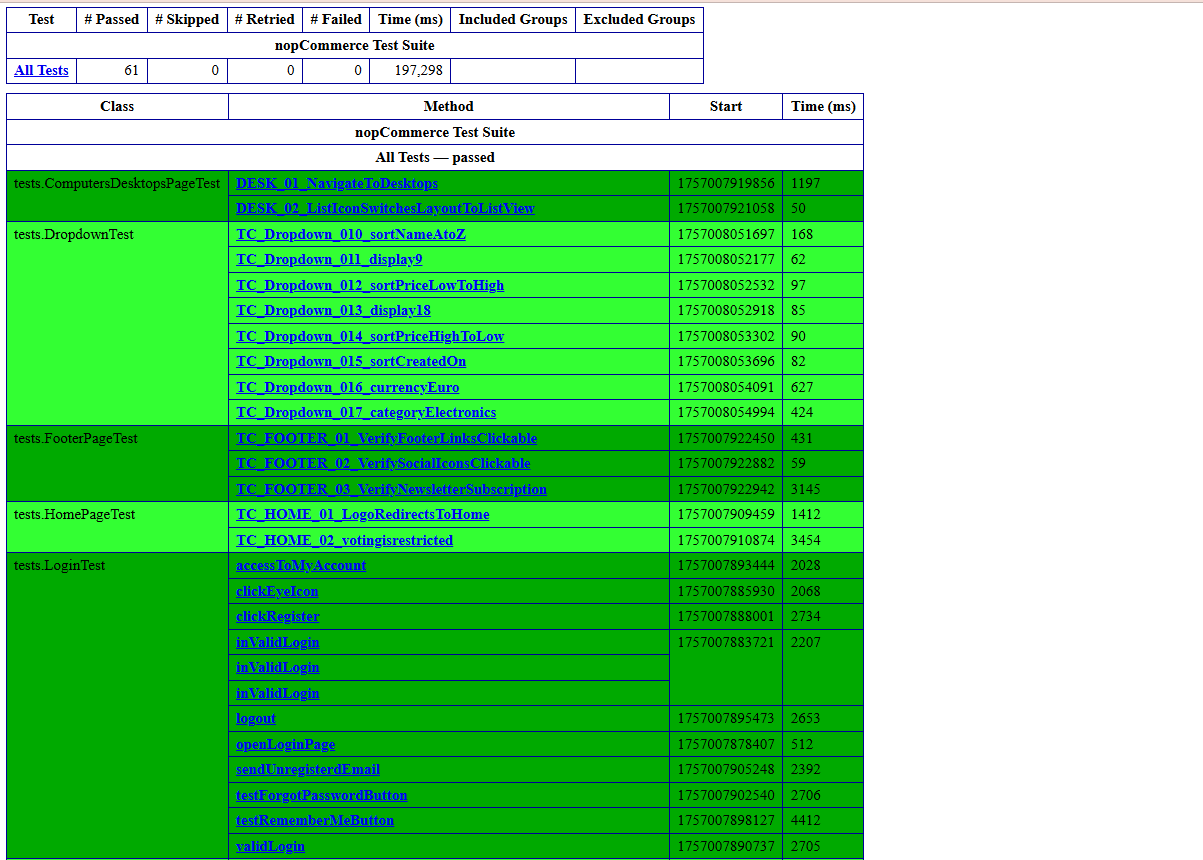 Test # Passed # Skipped # Retried # Failed Time (ms) Included Groups Excluded Groups
nopCommerce Test Suite
All Tests 61 0 0 0 197,298
Class Method Start Time (ms)
nopCommerce Test Suite
All Tests — passed
tests.ComputersDesktopsPageTest DESK_01_NavigateToDesktops 1757007919856 1197
DESK_02_ListIconSwitchesLayoutToListView 1757007921058 50
tests.DropdownTest TC_Dropdown_010_sortNameAtoZ 1757008051697 168
TC_Dropdown_011_display9 1757008052177 62
TC_Dropdown_012_sortPriceLowToHigh 1757008052532 97
TC_Dropdown_013_display18 1757008052918 85
TC_Dropdown_014_sortPriceHighToLow 1757008053302 90
TC_Dropdown_015_sortCreatedOn 1757008053696 82
TC_Dropdown_016_currencyEuro 1757008054091 627
TC_Dropdown_017_categoryElectronics 1757008054994 424
tests.FooterPageTest TC_FOOTER_01_VerifyFooterLinksClickable 1757007922450 431
TC_FOOTER_02_VerifySocialIconsClickable 1757007922882 59
TC_FOOTER_03_VerifyNewsletterSubscription 1757007922942 3145
tests.HomePageTest TC_HOME_01_LogoRedirectsToHome 1757007909459 1412
TC_HOME_02_votingisrestricted 1757007910874 3454
tests.LoginTest accessToMyAccount 1757007893444 2028
clickEyeIcon 1757007885930 2068
clickRegister 1757007888001 2734
inValidLogin 1757007883721 2207
inValidLogin
inValidLogin
logout 1757007895473 2653
openLoginPage 1757007878407 512
sendUnregisterdEmail 1757007905248 2392
testForgotPasswordButton 1757007902540 2706
testRememberMeButton 1757007898127 4412
validLogin 1757007890737 2705